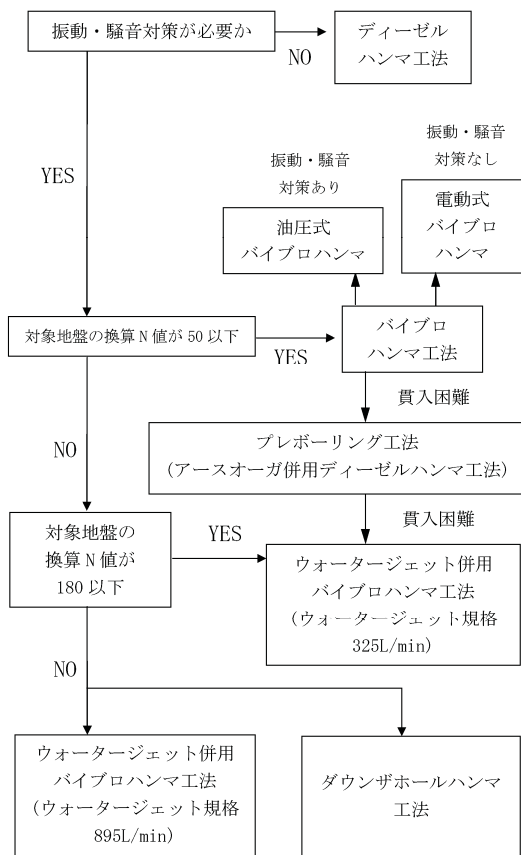 振動・騒音対策が必要か
NO
ディーゼル
ハンマ工法
YES
振動・騒音
対策あり
振動・騒音
対策なし
油圧式
バイブロハンマ
電動式
バイブロ
ハンマ
対象地盤の換算 N 値が 50 以下
YES
バイブロ
ハンマ工法
貫入困難
NO
プレボーリング工法
(アースオーガ併用ディーゼルハンマ工法)
貫入困難
対象地盤の
換算 N 値が
180 以下
YES
ウォータージェット併用
バイブロハンマ工法
(ウォータージェット規格
325L/min)
NO
ウォータージェット併用
バイブロハンマ工法
(ウォータージェット規格
895L/min)
ダウンザホールハンマ
工法